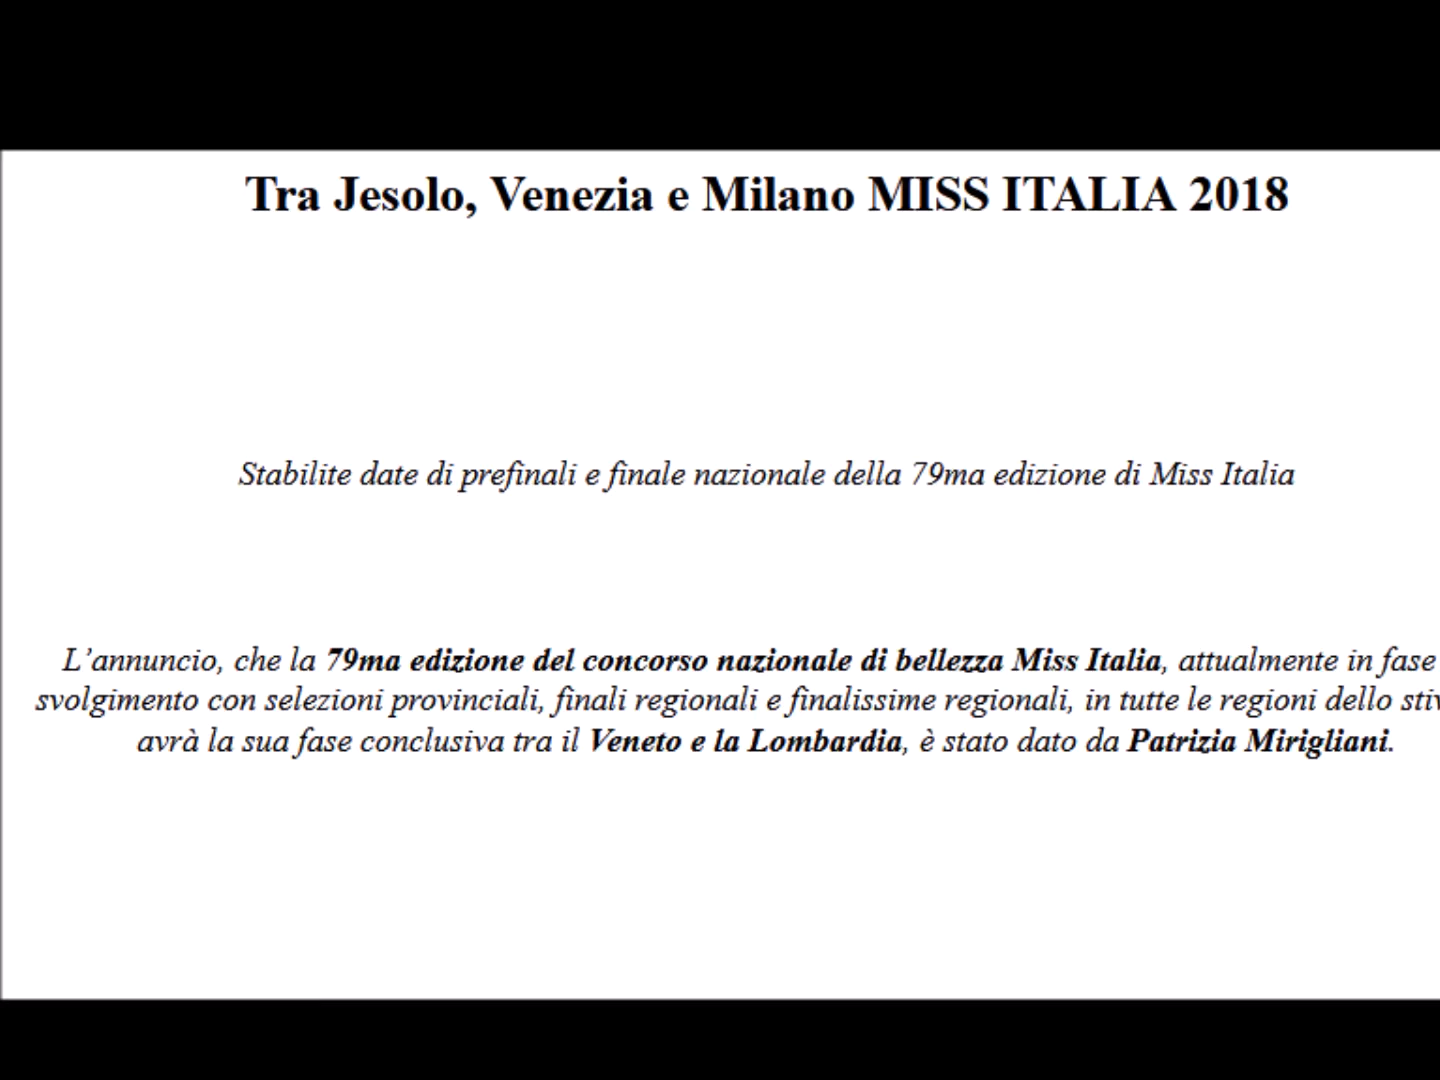 Tra Jesolo, Venezia e Milano MISS ITALIA 2018
Stabilite date di prefinali e finale nazionale della 79ma edizione di Miss Italia
L’annuncio, che la 79ma edizione del concorso nazionale di bellezza Miss Italia, attualmente in fase
svolgimento con selezioni provinciali, finali regionali e finalissime regionali, in tutte le regioni dello
avrà la sua fase conclusiva tra il Veneto e la Lombardia, è stato dato da Patrizia Mirigliani.